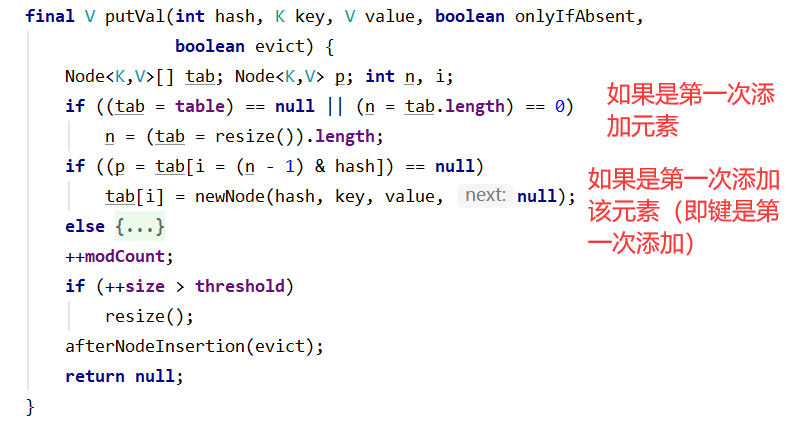 final V putVal(int hash, K key, V value, boolean onlyIfAbsent,
boolean evict) {
Node<K,V>[] tab; Node<K,V> p; int n, i;
if ((tab = table) == null || (n = tab.length) == 0)
n = (tab = resize()).length;
如果是第一次添
加元素
if ((p = tab[i = (n - 1) & hash]) == null)
tab[i] = newNode(hash, key, value, next: null);
如果是第一次添加
该元素（即键是第
一次添加）
else {...}
++modCount;
if (++size > threshold)
resize();
afterNodeInsertion(evict);
return null;
}